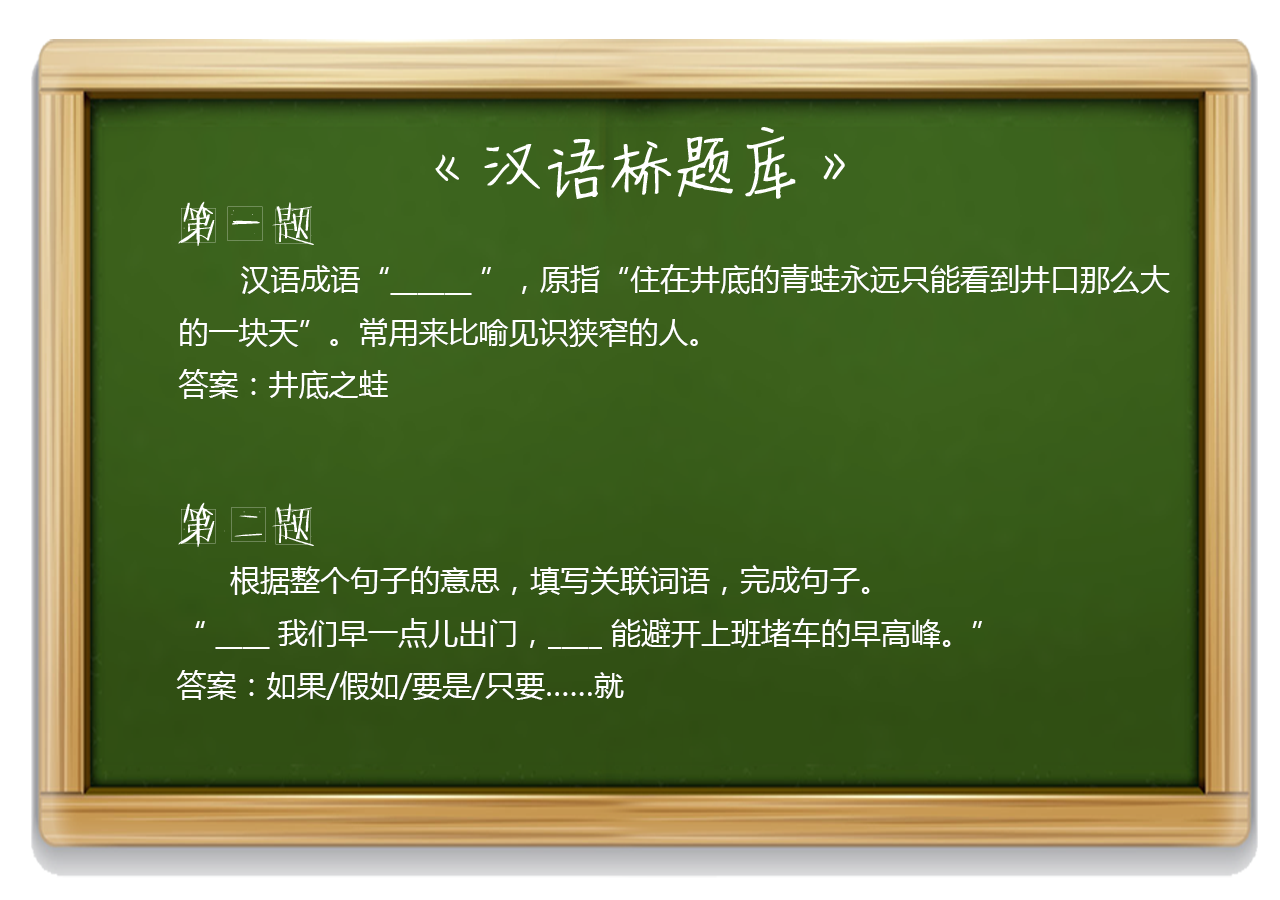 《汉语桥题库》
第一题
汉语成语“______”，原指“住在井底的青蛙永远只能看到井口那么大
的一块天”。常用来比喻见识狭窄的人。
答案：井底之蛙
第二题
根据整个句子的意思，填写关联词语，完成句子。
“____ 我们早一点儿出门，____ 能避开上班堵车的早高峰。”
答案：如果/假如/要是/只要……就